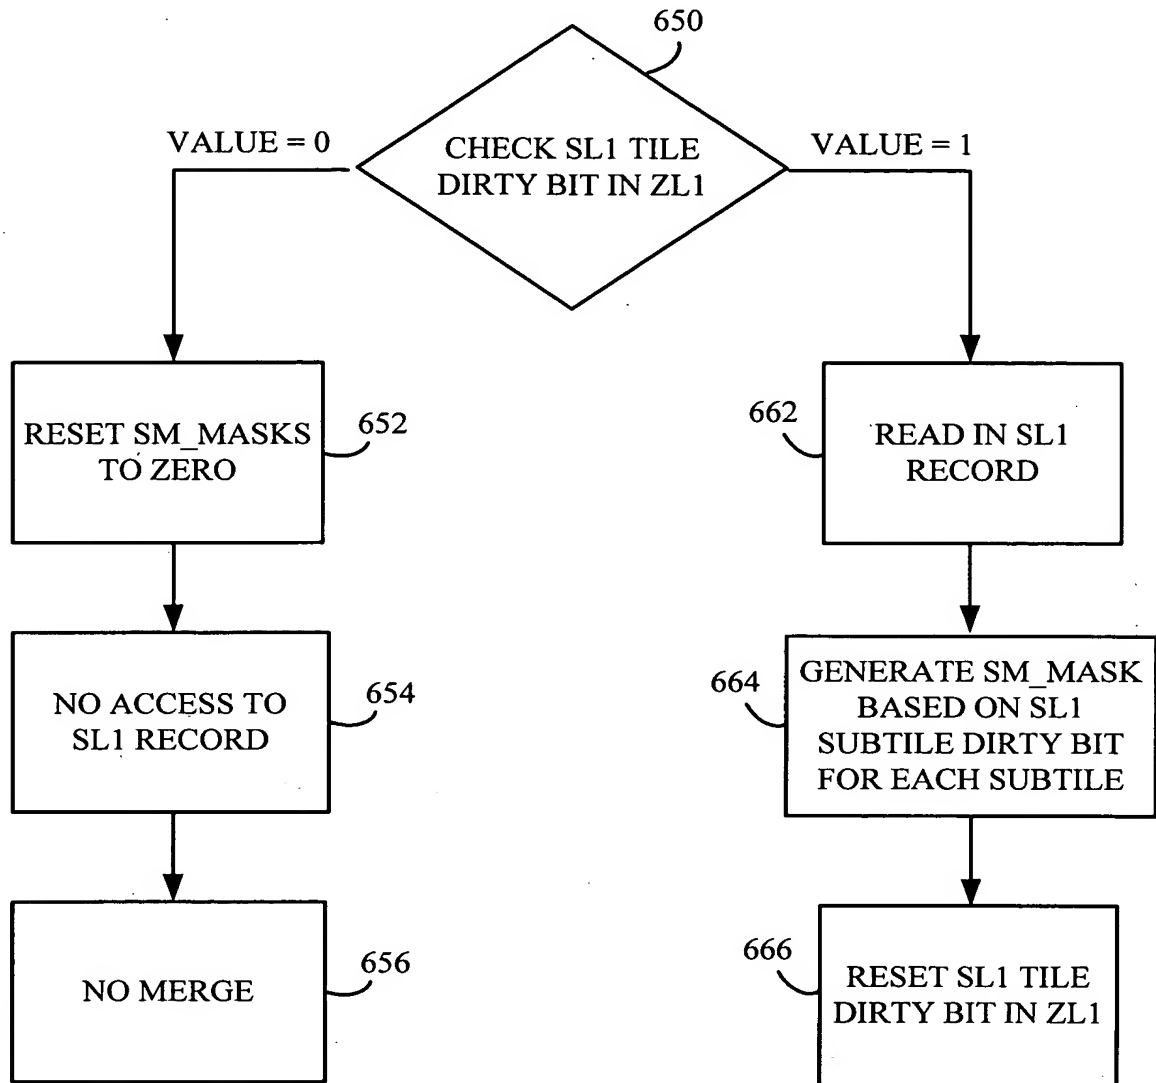 650
VALUE = 0
CHECK SL1 TILE
DIRTY BIT IN ZL1
VALUE = 1
RESET SM_MASKS
TO ZERO
652
662
READ IN SL1
RECORD
NO ACCESS TO
SL1 RECORD
654
664
GENERATE SM_MASK
BASED ON SL1
SUBTILE DIRTY BIT
FOR EACH SUBTILE
NO MERGE
656
666
RESET SL1 TILE
DIRTY BIT IN ZL1